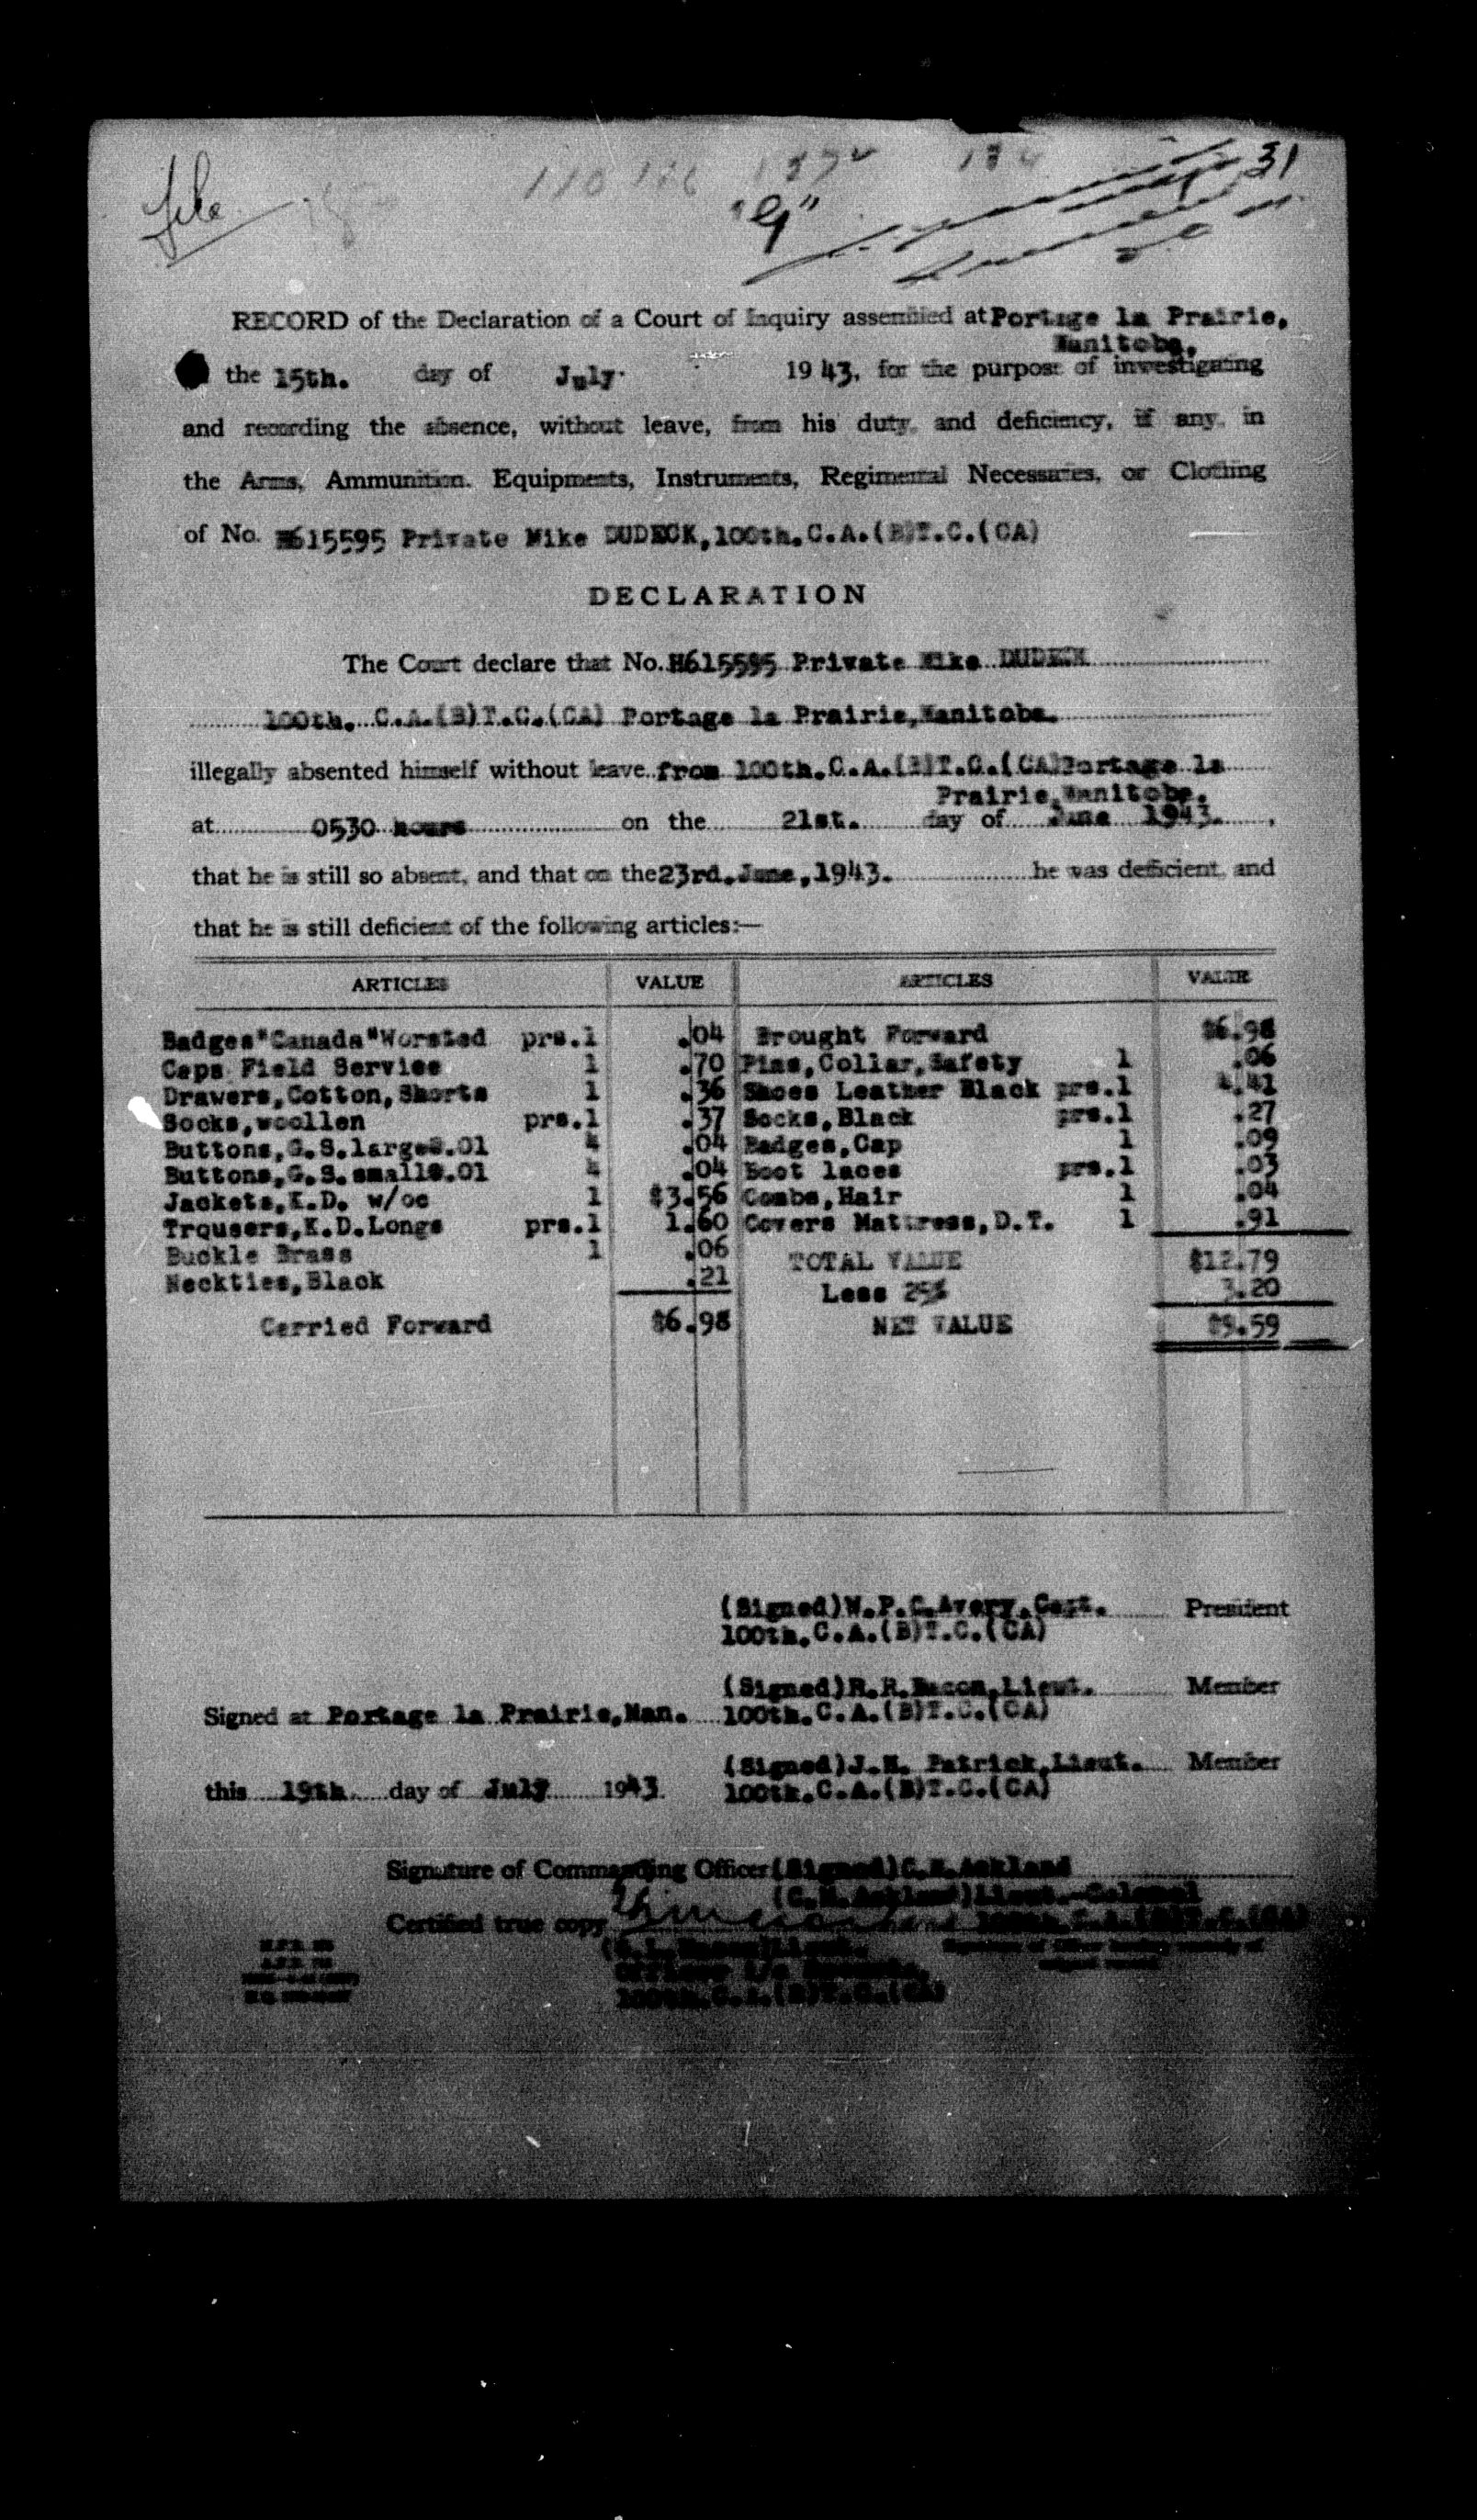 file
110 126 132 134 31
"G"
RECORD of the Declaration of a Court of Inquiry assembled at Portage la Prairie,
Manitoba.
the 15th. day of July 1943, for the purpose of investigating
and recording the absence, without leave, from his duty, and deficiency, if any, in
the Arms, Ammunition, Equipments, Instruments, Regimental Necessaries, or Clothing
of No. H615595 Private Mike DUDECK,100th.C.A.(B)T.C.(CA)
DECLARATION
The Court declare that No. H615595 Private Mike DUDECK
100th. C.A.(B)T.C.(CA) Portage la Prairie,Manitoba.
illegally absented himself without leave from 100th.C.A.(B)T.C.(CA)Portage la
Prairie,Manitoba.
at 0530 hours on the 21st. day of June 1943.,
that he is still so absent, and that on the 23rd.June,1943. he was deficient, and
that he is still deficient of the following articles:—
ARTICLES VALUE ARTICLES VALUE
Badges"Canada"Worsted prs.1 .04 Brought Forward $6.98
Caps Field Service 1 .70 Pins,Collar,Safety 1 .06
Drawers,Cotton,Shorts 1 .36 Shoes Leather Black prs.1 4.41
Socks,woollen prs.1 .37 Socks,Black prs.1 .27
Buttons,G.S.large@.01 4 .04 Badges,Cap 1 .09
Buttons,G.S.small@.01 4 .04 Boot laces prs.1 .03
Jackets,K.D. w/oc 1 $3.56 Combs,Hair 1 .04
Trousers,K.D.Longs prs.1 1.60 Covers Mattress,D.T. 1 .91
Buckle Brass 1 .06 TOTAL VALUE $12.79
Neckties,Black .21 Less 25% 3.20
Carried Forward $6.98 NET VALUE $9.59
(Signed)W.P.C.Avery,Capt. President
100th.C.A.(B)T.C.(CA)
(Signed)R.R.Bacon,Lieut. Member
Signed at Portage la Prairie,Man. 100th.C.A.(B)T.C.(CA)
(Signed)J.H. Patrick,Lieut. Member
this 19th. day of July 1943. 100th.C.A.(B)T.C.(CA)
Signature of Commanding Officer (Signed)C.H.Ackland
(C.H.Ackland)Lieut.-Colonel
Certified true copy 100th.C.A.(B)T.C.(CA)
Lieut.
100th.C.A.(B)T.C.(CA)